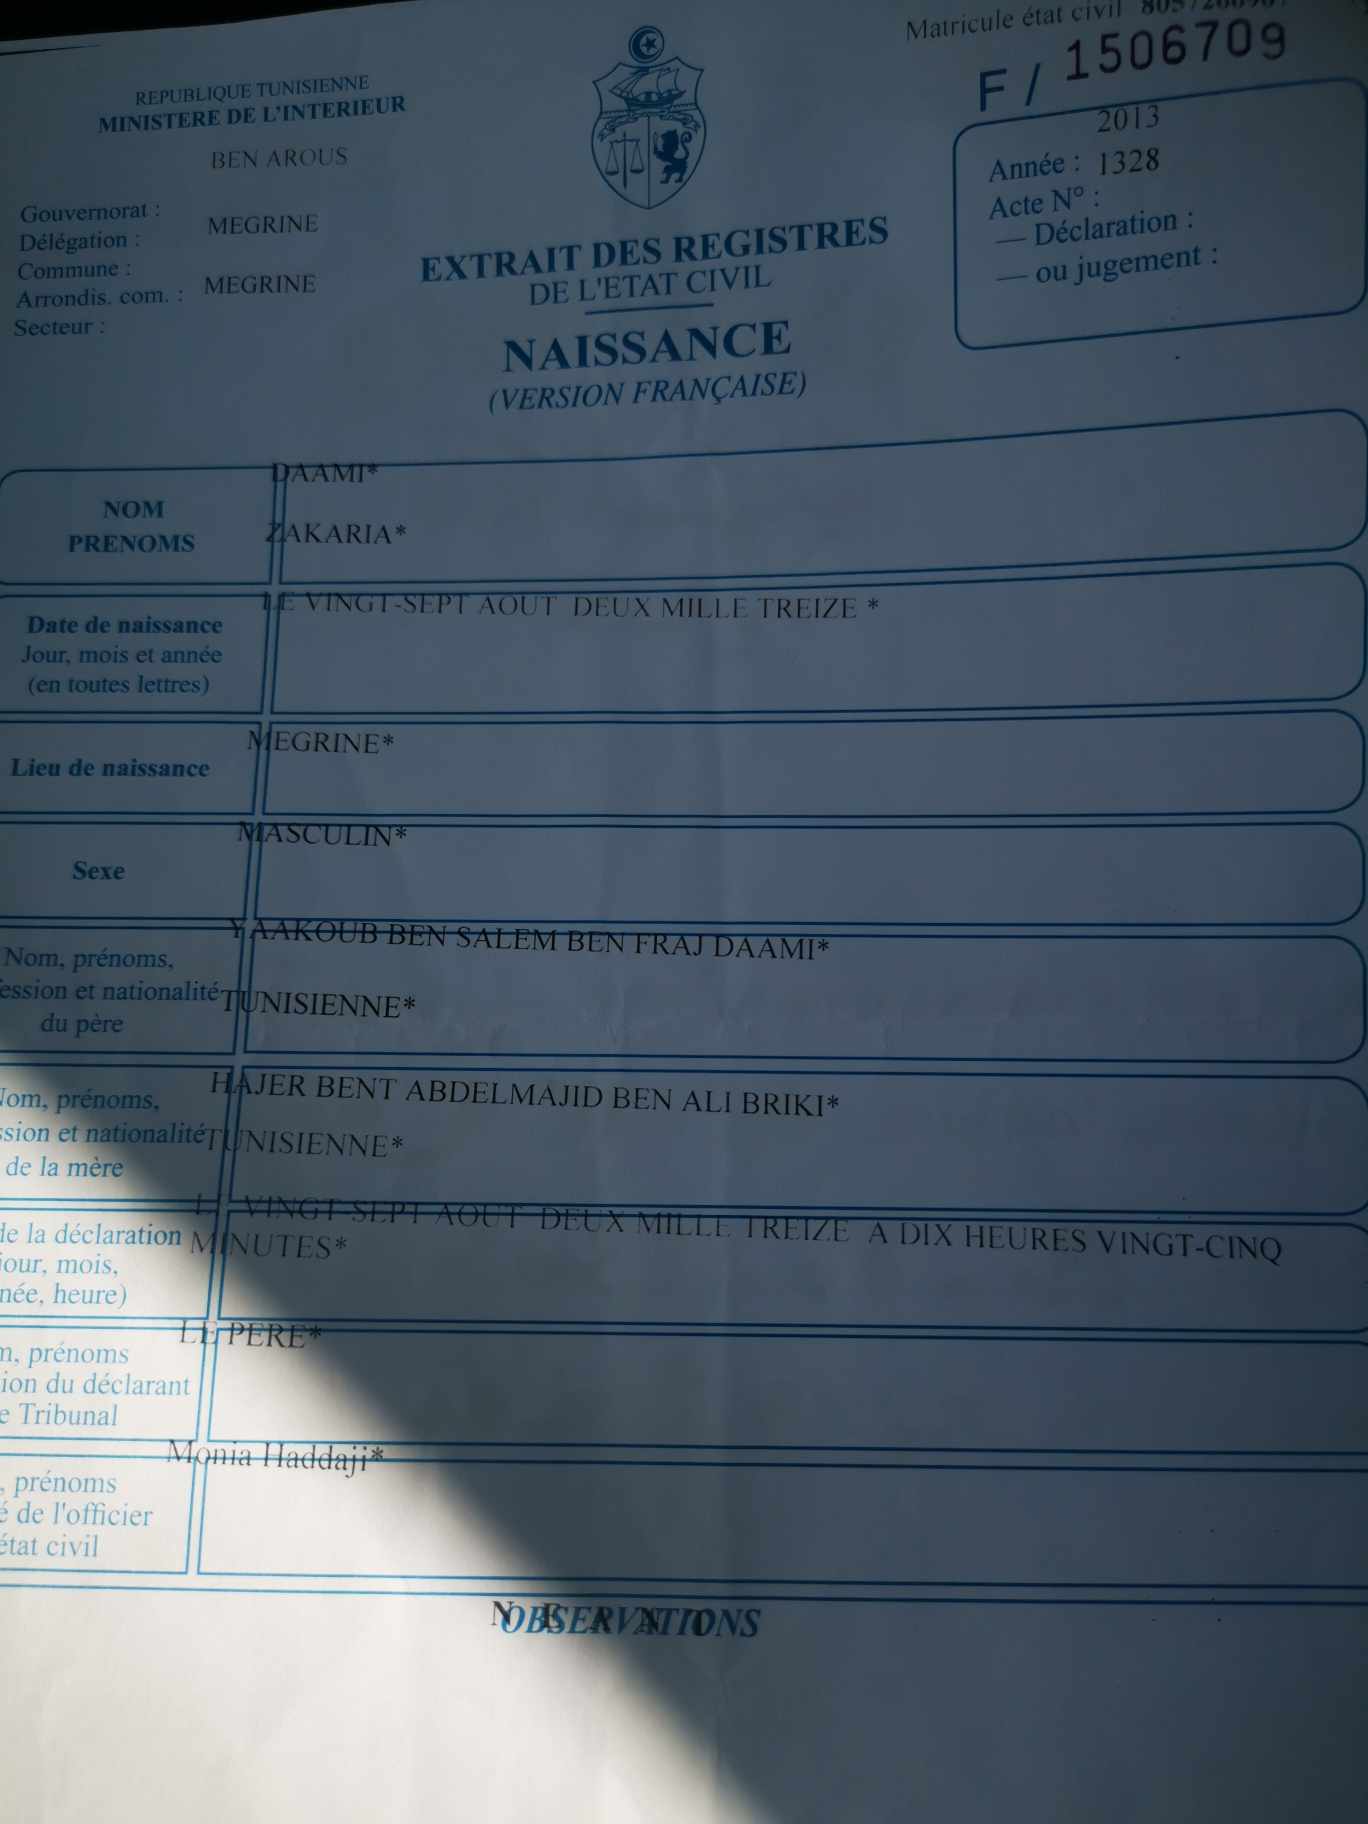 Matricule état civil
F / 1506709
REPUBLIQUE TUNISIENNE
MINISTERE DE L'INTERIEUR
BEN AROUS
Gouvernorat :
Délégation : MEGRINE
Commune :
Arrondis. com. : MEGRINE
Secteur :
EXTRAIT DES REGISTRES
DE L'ETAT CIVIL
NAISSANCE
(VERSION FRANÇAISE)
2013
Année : 1328
Acte N° :
— Déclaration :
— ou jugement :
DAAMI*
NOM
PRENOMS
ZAKARIA*
LE VINGT-SEPT AOUT DEUX MILLE TREIZE *
Date de naissance
Jour, mois et année
(en toutes lettres)
MEGRINE*
Lieu de naissance
MASCULIN*
Sexe
YAAKOUB BEN SALEM BEN FRAJ DAAMI*
Nom, prénoms,
ession et nationalité TUNISIENNE*
du père
HAJER BENT ABDELMAJID BEN ALI BRIKI*
Nom, prénoms,
ssion et nationalité TUNISIENNE*
de la mère
LE VINGT-SEPT AOUT DEUX MILLE TREIZE A DIX HEURES VINGT-CINQ
de la déclaration MINUTES*
jour, mois,
née, heure)
LE PERE*
m, prénoms
ion du déclarant
e Tribunal
Monia Haddaji*
, prénoms
é de l'officier
état civil
N E A N T
OBSERVATIONS